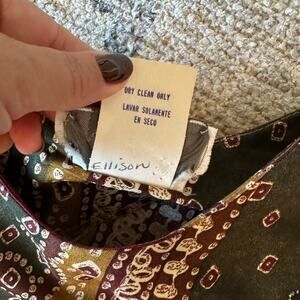 DRY CLEAN ONLY
LAVAR SOLAMENTE
EN SECO
Ellison